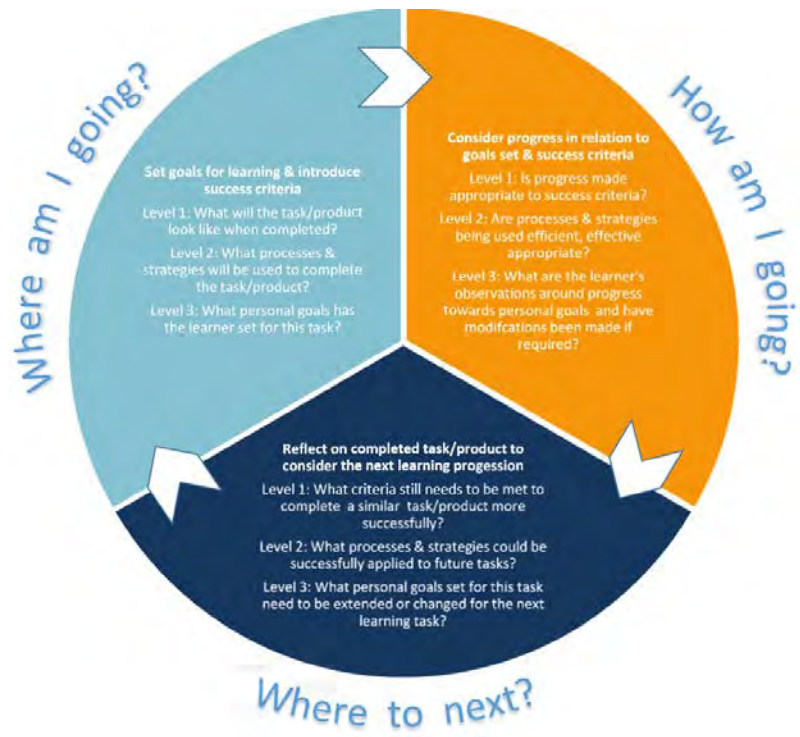 Where am I going?
Set goals for learning & introduce
success criteria
Level 1: What will the task/product
look like when completed?
Level 2: What processes &
strategies will be used to complete
the task/product?
Level 3: What personal goals has
the learner set for this task?
How am I going?
Consider progress in relation to
goals set & success criteria
Level 1: Is progress made
appropriate to success criteria?
Level 2: Are processes & strategies
being used efficient, effective
appropriate?
Level 3: What are the learner's
observations around progress
towards personal goals and have
modifcations been made if
required?
Reflect on completed task/product to
consider the next learning progession
Level 1: What criteria still needs to be met to
complete a similar task/product more
successfully?
Level 2: What processes & strategies could be
successfully applied to future tasks?
Level 3: What personal goals set for this task
need to be extended or changed for the next
learning task?
Where to next?